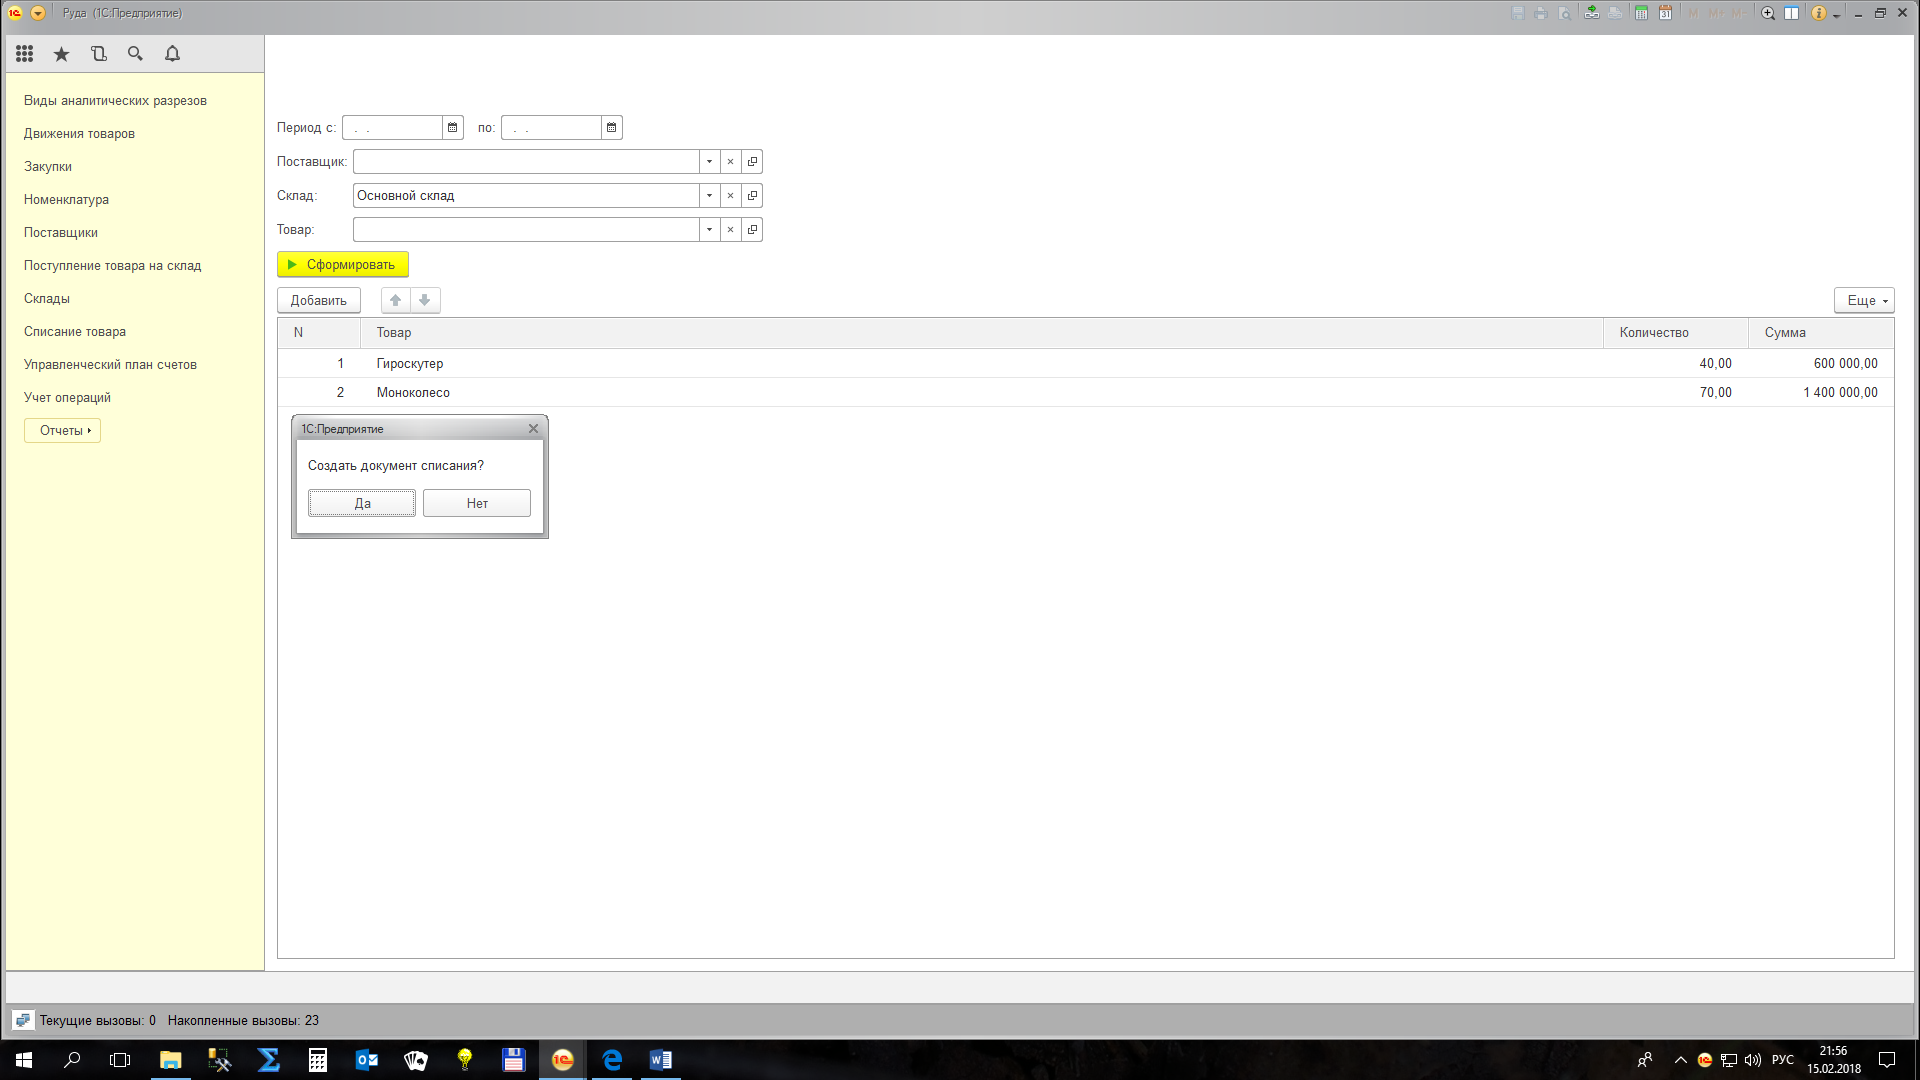 Руда (1С:Предприятие)
M M+ M-
Виды аналитических разрезов
Движения товаров
Закупки
Номенклатура
Поставщики
Поступление товара на склад
Склады
Списание товара
Управленческий план счетов
Учет операций
Отчеты
Период с: . . по: . .
Поставщик:
Склад: Основной склад
Товар:
Сформировать
Добавить Еще
N Товар Количество Сумма
1 Гироскутер 40,00 600 000,00
2 Моноколесо 70,00 1 400 000,00
1С:Предприятие
Создать документ списания?
Да Нет
Текущие вызовы: 0 Накопленные вызовы: 23
РУС 21:56
15.02.2018